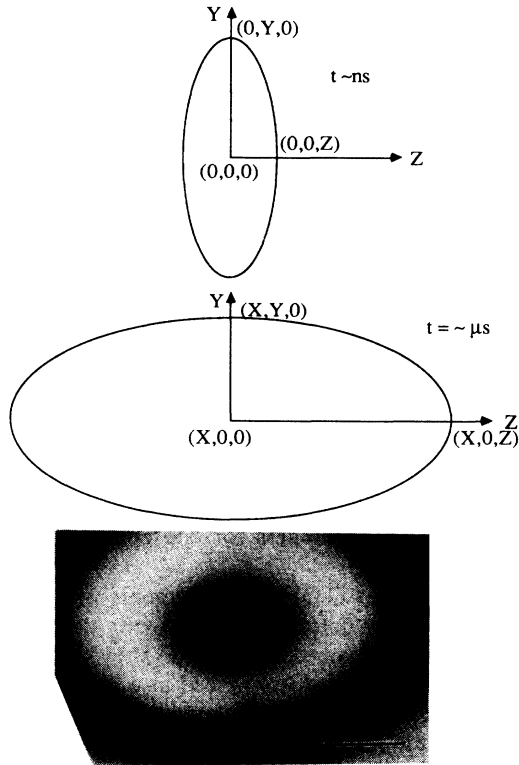 Y
(0,Y,0)
t ~ns
(0,0,Z)
Z
(0,0,0)
Y
(X,Y,0)
t = ~ μs
Z
(X,0,0)
(X,0,Z)